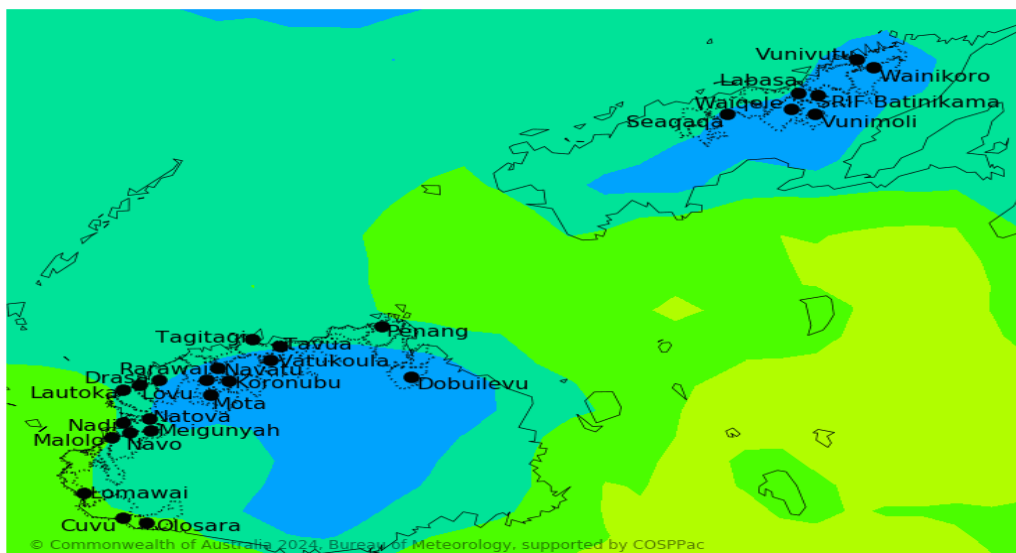 Vunivutu
Wainikoro
Labasa
SRIF Batinikama
Waiqele
Seaqaqa
Vunimoli
Penang
Tagitagi
Tavua
Vatukoula
Rarawai
Navatu
Drasa
Koronubu
Dobuilevu
Lautoka
Lovu
Mota
Natova
Nadi
Meigunyah
Malolo
Navo
Lomawai
Cuvu
Olosara
© Commonwealth of Australia 2024, Bureau of Meteorology, supported by COSPPac